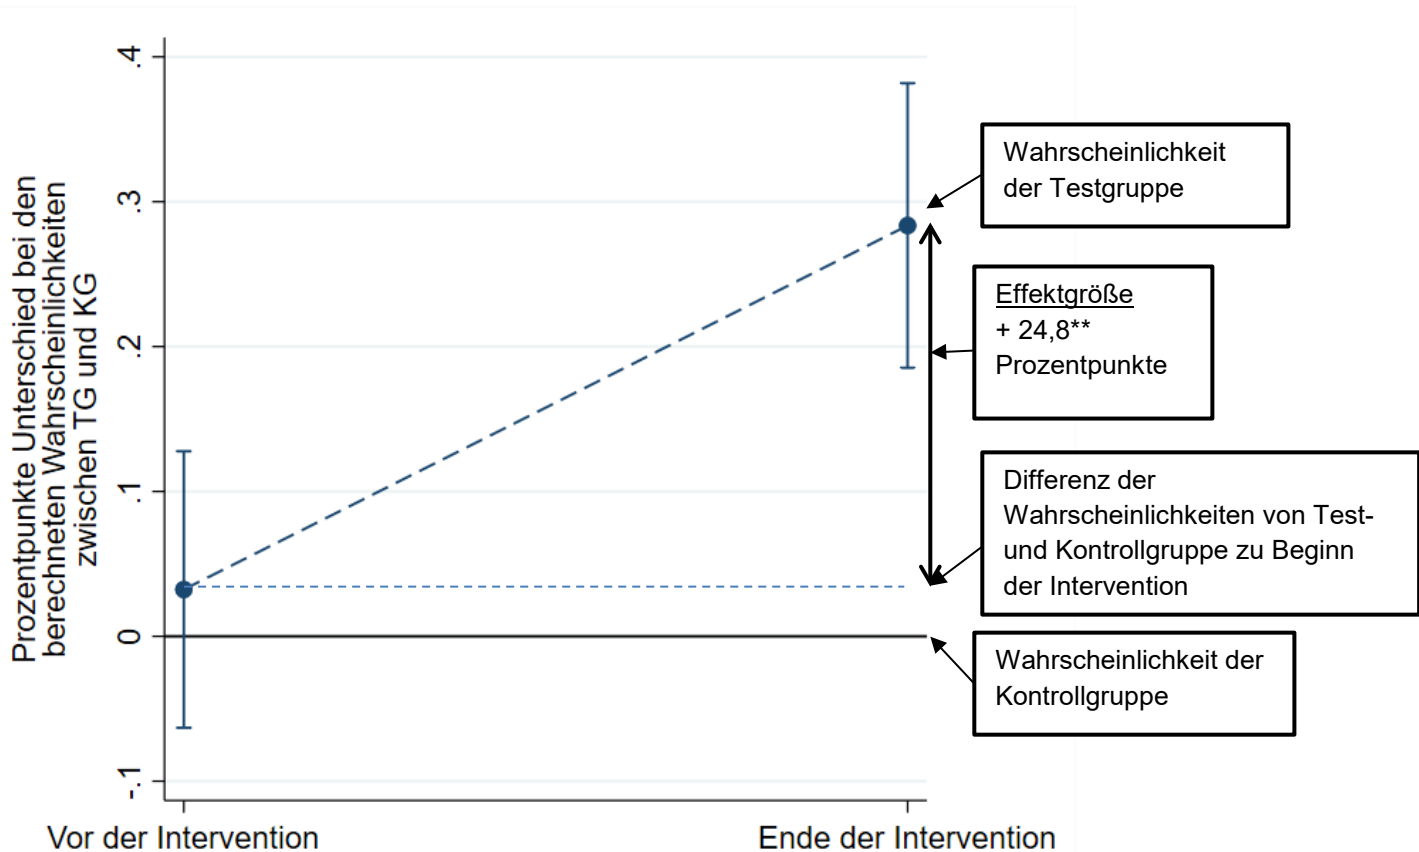 Prozentpunkte Unterschied bei den
berechneten Wahrscheinlichkeiten
zwischen TG und KG
.4
.3
.2
.1
0
-.1
Vor der Intervention
Ende der Intervention
Wahrscheinlichkeit
der Testgruppe
Effektgröße
+ 24,8**
Prozentpunkte
Differenz der
Wahrscheinlichkeiten von Test-
und Kontrollgruppe zu Beginn
der Intervention
Wahrscheinlichkeit der
Kontrollgruppe